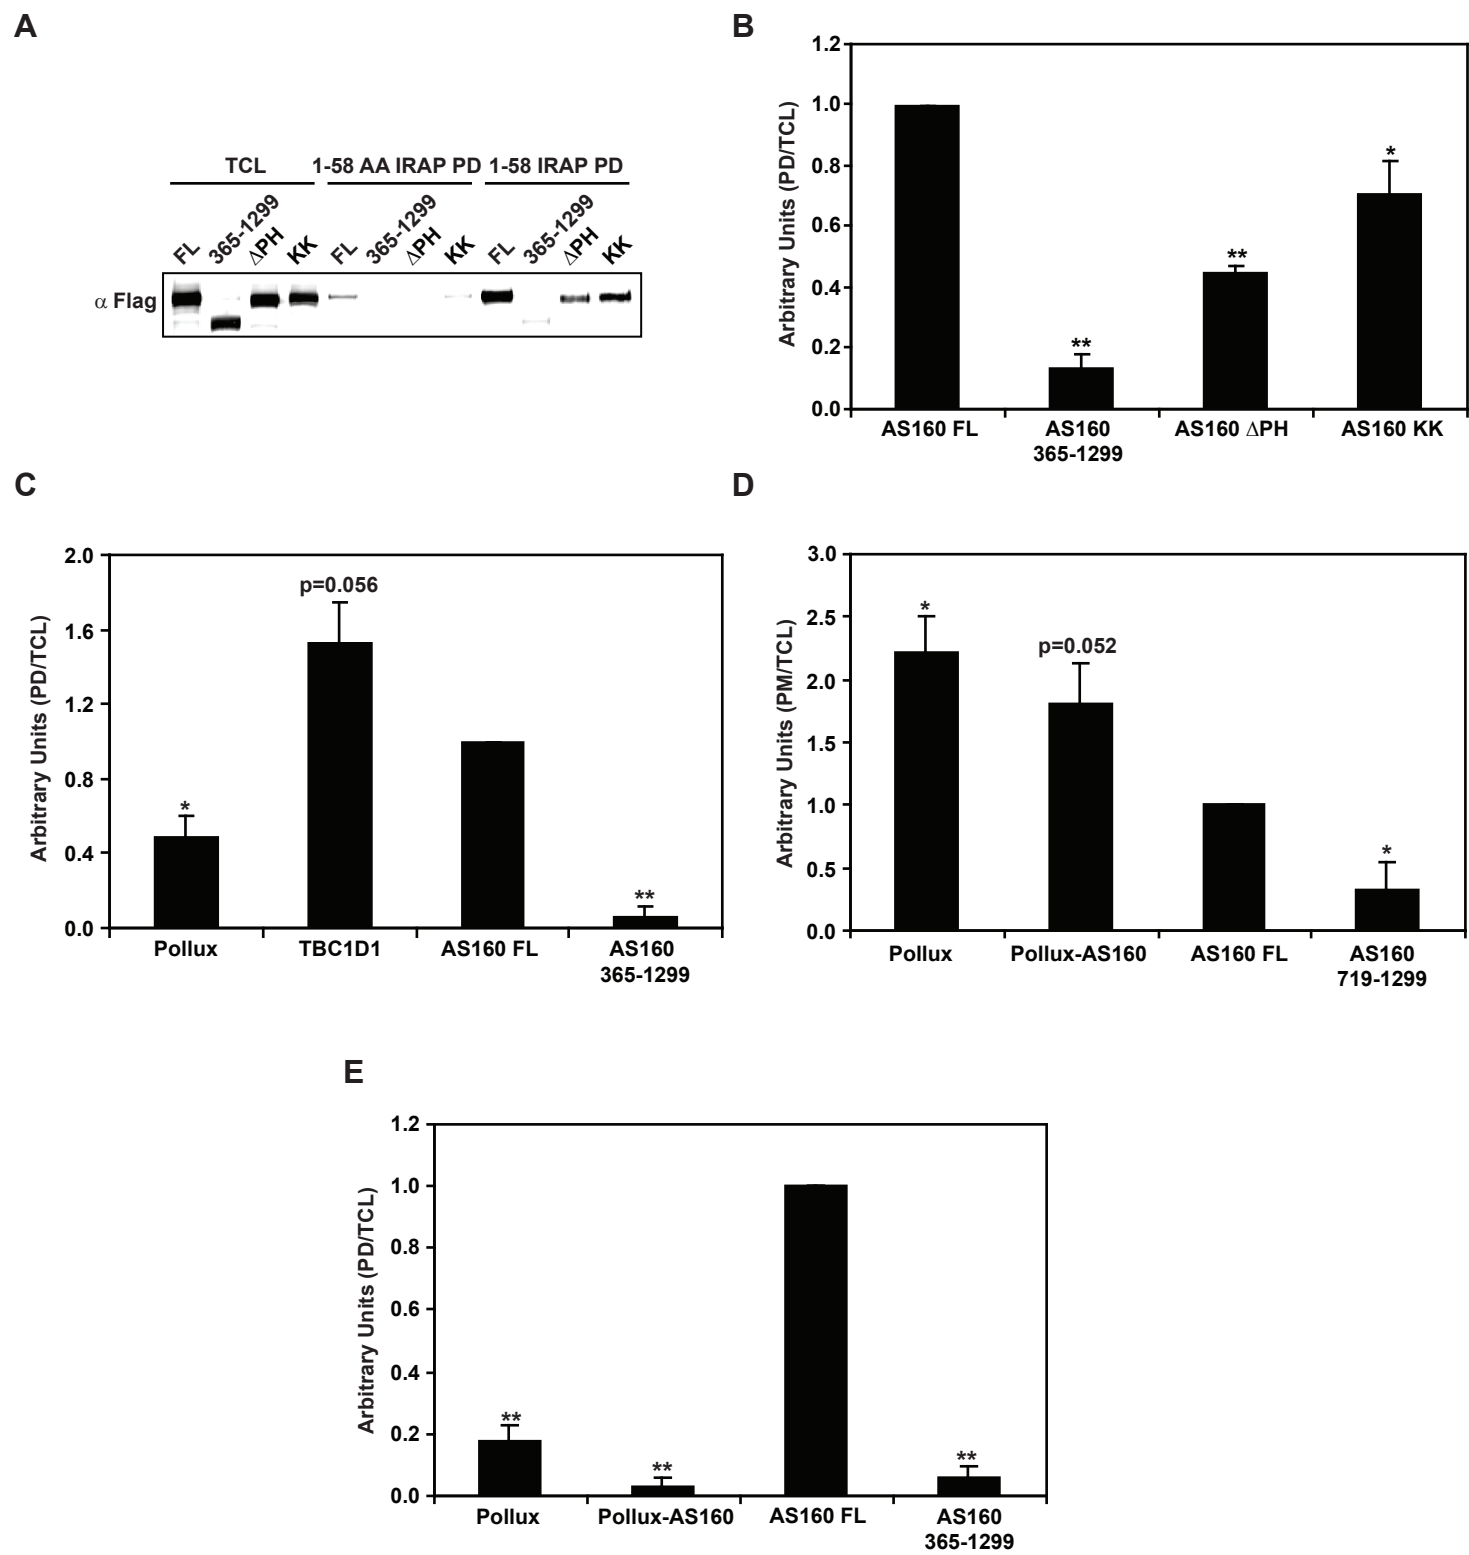 A
TCL
1-58 AA IRAP PD
1-58 IRAP PD
FL
365-1299
ΔPH
KK
FL
365-1299
ΔPH
KK
FL
365-1299
ΔPH
KK
α Flag
B
Arbitrary Units (PD/TCL)
1.2
1.0
0.8
0.6
0.4
0.2
0.0
**
**
*
AS160 FL
AS160
365-1299
AS160 ΔPH
AS160 KK
C
Arbitrary Units (PD/TCL)
2.0
1.6
1.2
0.8
0.4
0.0
*
p=0.056
**
Pollux
TBC1D1
AS160 FL
AS160
365-1299
D
Arbitrary Units (PM/TCL)
3.0
2.5
2.0
1.5
1.0
0.5
0.0
*
p=0.052
*
Pollux
Pollux-AS160
AS160 FL
AS160
719-1299
E
Arbitrary Units (PD/TCL)
1.2
1.0
0.8
0.6
0.4
0.2
0.0
**
**
**
Pollux
Pollux-AS160
AS160 FL
AS160
365-1299